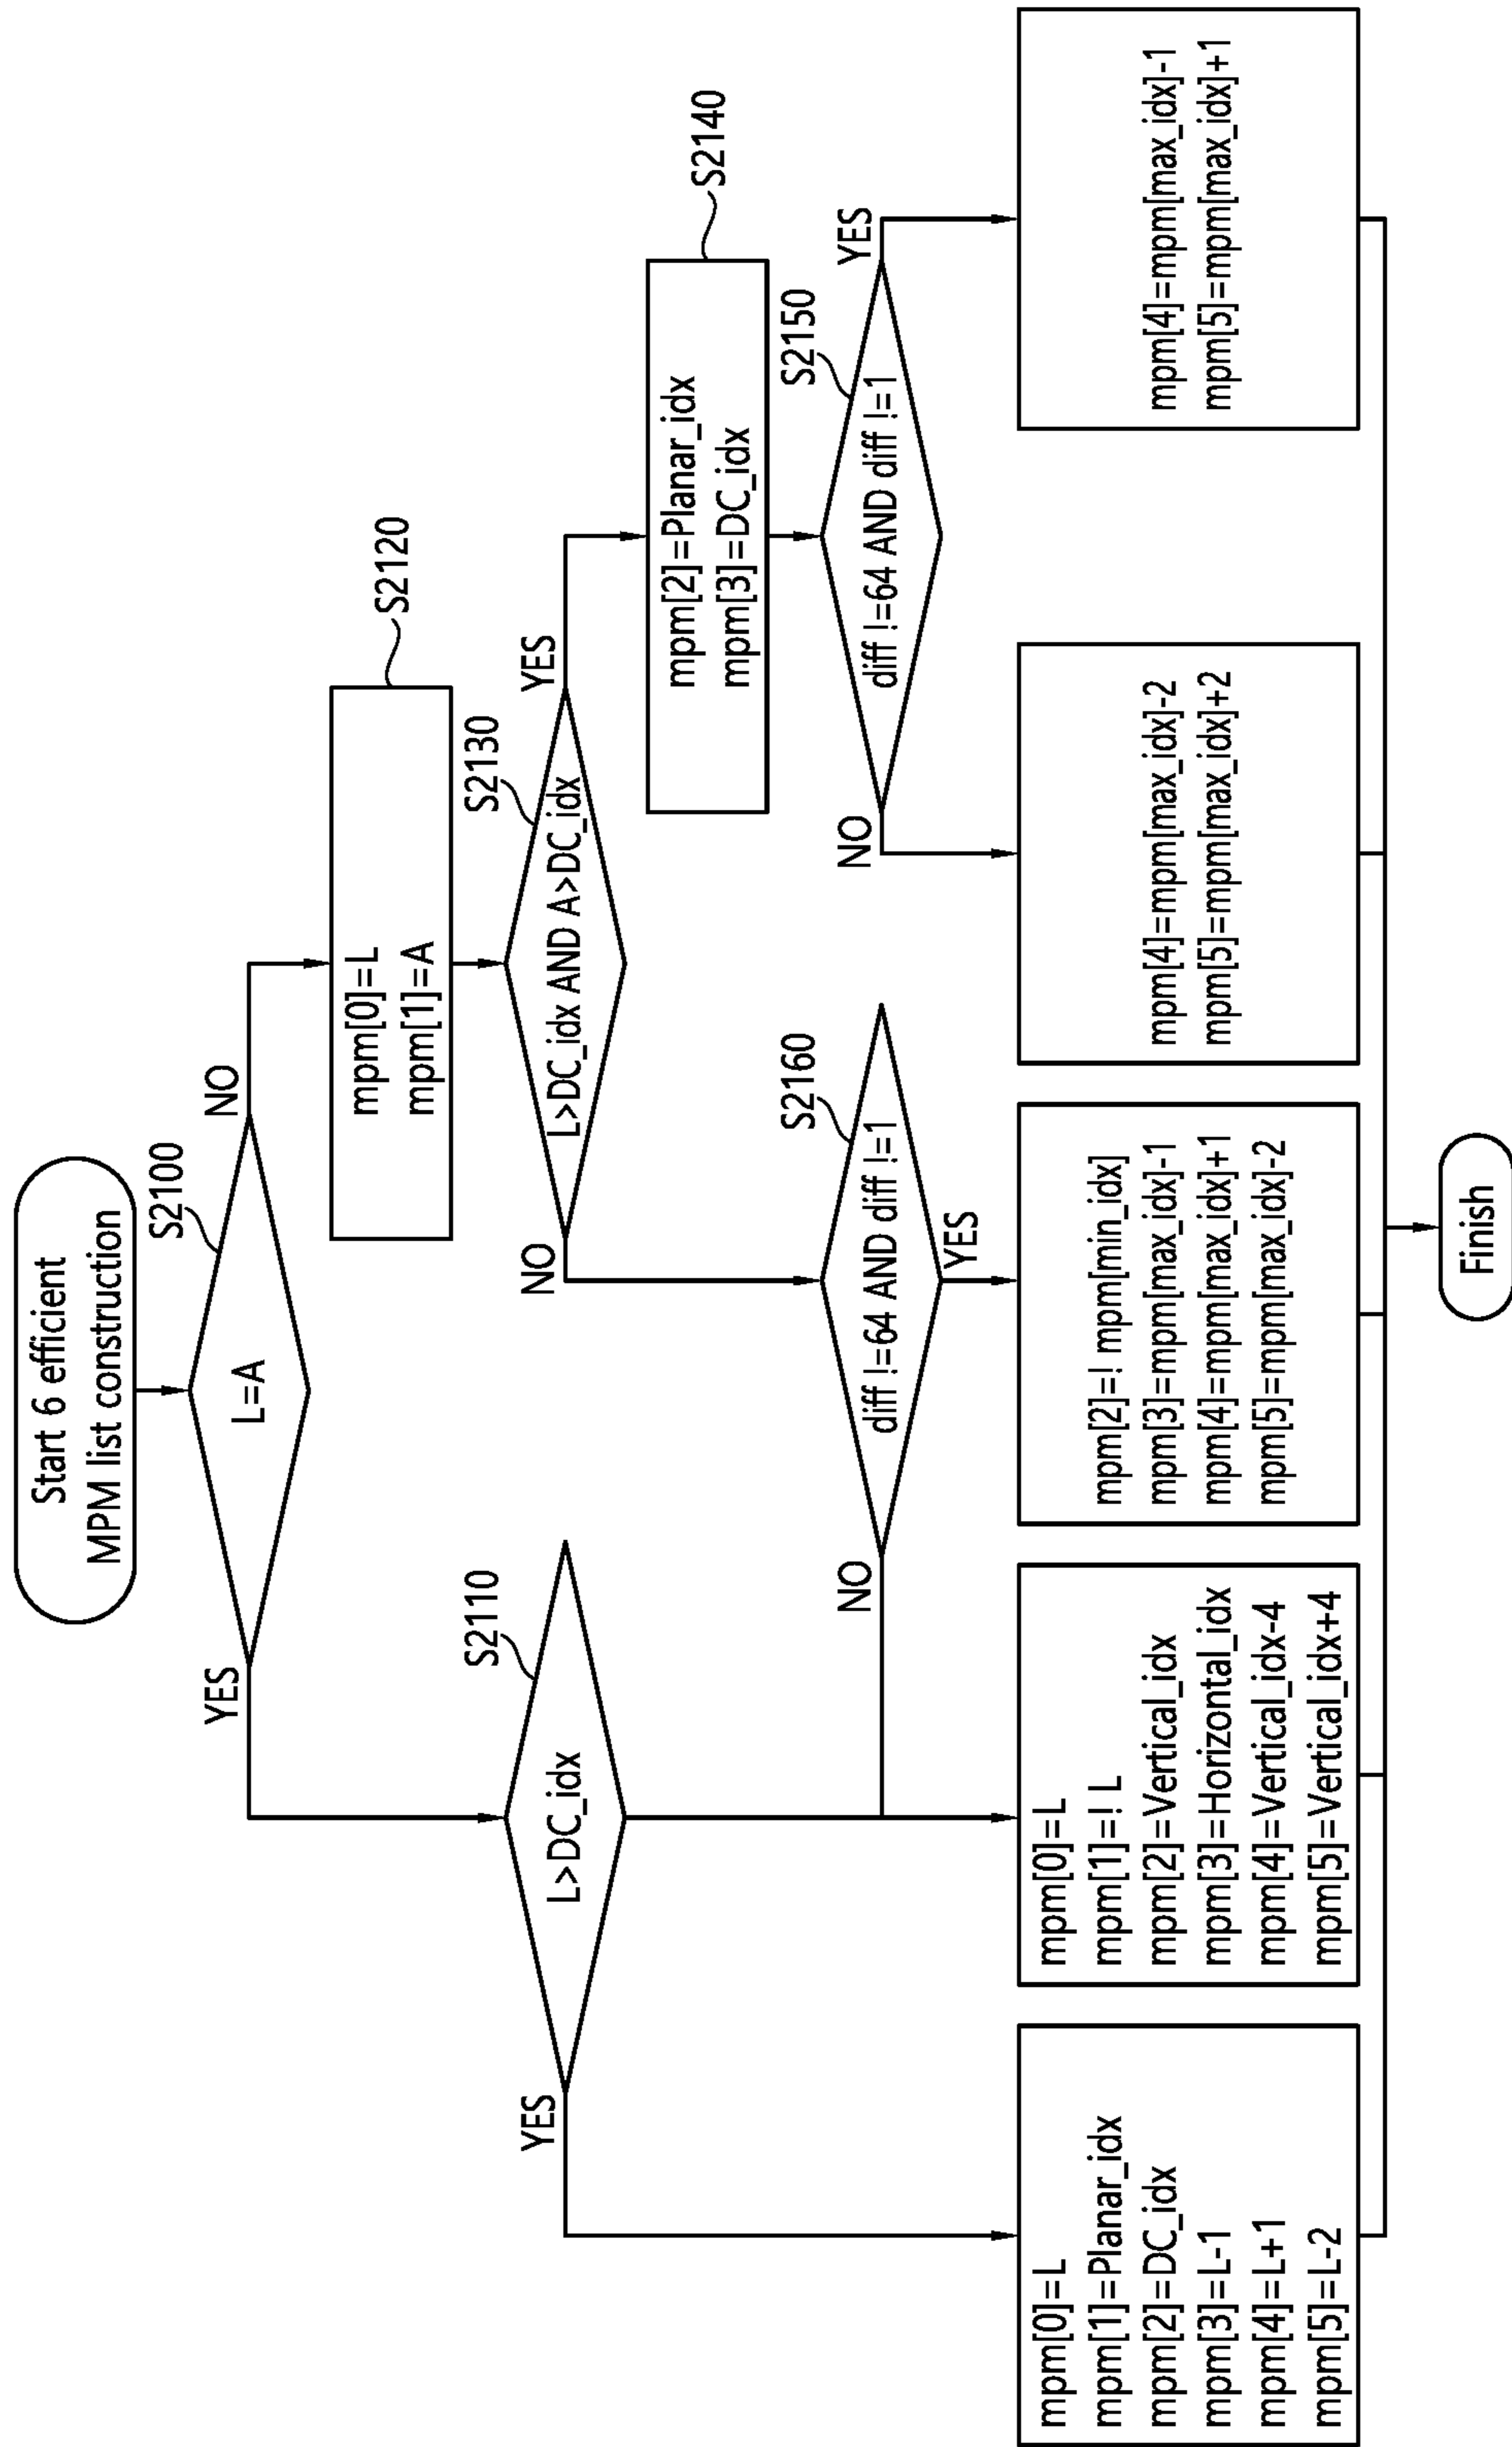 Start 6 efficient
MPM list construction
S2100
L=A
YES
NO
S2120
mpm[0]=L
mpm[1]=A
S2110
L>DC_idx
YES
S2130
L>DC_idx AND A>DC_idx
NO
YES
S2140
mpm[2]=Planar_idx
mpm[3]=DC_idx
S2160
diff !=64 AND diff !=1
NO
YES
S2150
diff !=64 AND diff !=1
NO
YES
mpm[0]=L
mpm[1]=Planar_idx
mpm[2]=DC_idx
mpm[3]=L-1
mpm[4]=L+1
mpm[5]=L-2
mpm[0]=L
mpm[1]=! L
mpm[2]=Vertical_idx
mpm[3]=Horizontal_idx
mpm[4]=Vertical_idx-4
mpm[5]=Vertical_idx+4
mpm[2]=! mpm[min_idx]
mpm[3]=mpm[max_idx]-1
mpm[4]=mpm[max_idx]+1
mpm[5]=mpm[max_idx]-2
mpm[4]=mpm[max_idx]-2
mpm[5]=mpm[max_idx]+2
mpm[4]=mpm[max_idx]-1
mpm[5]=mpm[max_idx]+1
Finish